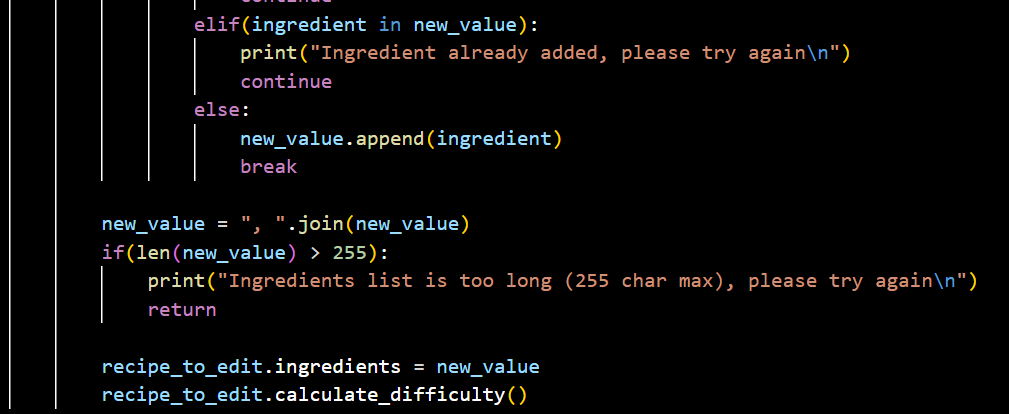 continue
elif(ingredient in new_value):
print("Ingredient already added, please try again\n")
continue
else:
new_value.append(ingredient)
break
new_value = ", ".join(new_value)
if(len(new_value) > 255):
print("Ingredients list is too long (255 char max), please try again\n")
return
recipe_to_edit.ingredients = new_value
recipe_to_edit.calculate_difficulty()